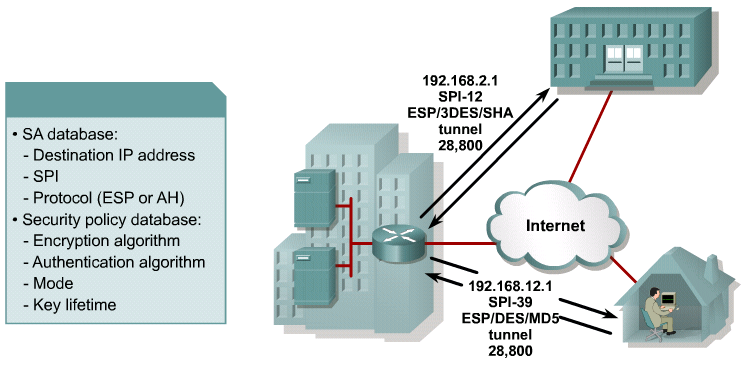 • SA database:
- Destination IP address
- SPI
- Protocol (ESP or AH)
• Security policy database:
- Encryption algorithm
- Authentication algorithm
- Mode
- Key lifetime
192.168.2.1
SPI-12
ESP/3DES/SHA
tunnel
28,800
Internet
192.168.12.1
SPI-39
ESP/DES/MD5
tunnel
28,800